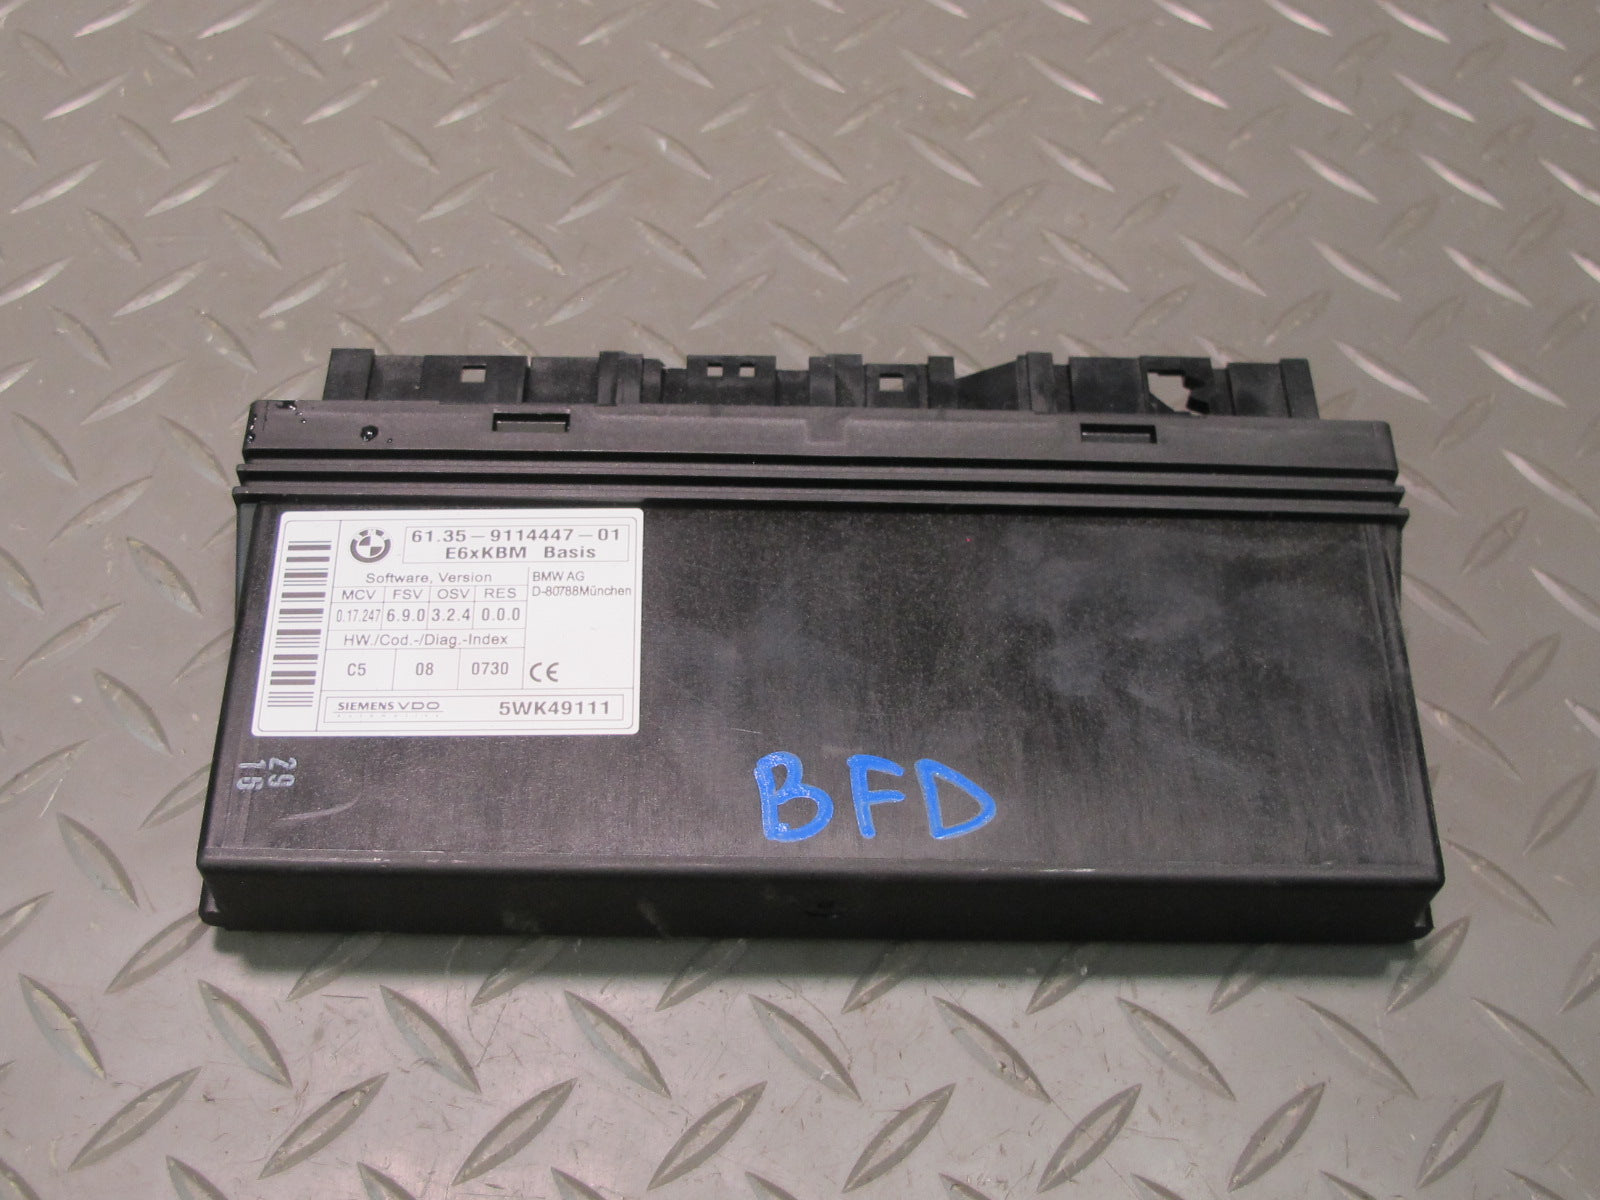 61.35-9114447-01
E6xKBM Basis
Software, Version
MCV FSV OSV RES
0.17.247 6.9.0 3.2.4 0.0.0
BMW AG
D-80788München
HW./Cod.-/Diag.-Index
C5 08 0730
CE
SIEMENS VDO
Automotive
5WK49111
29
16
BFD